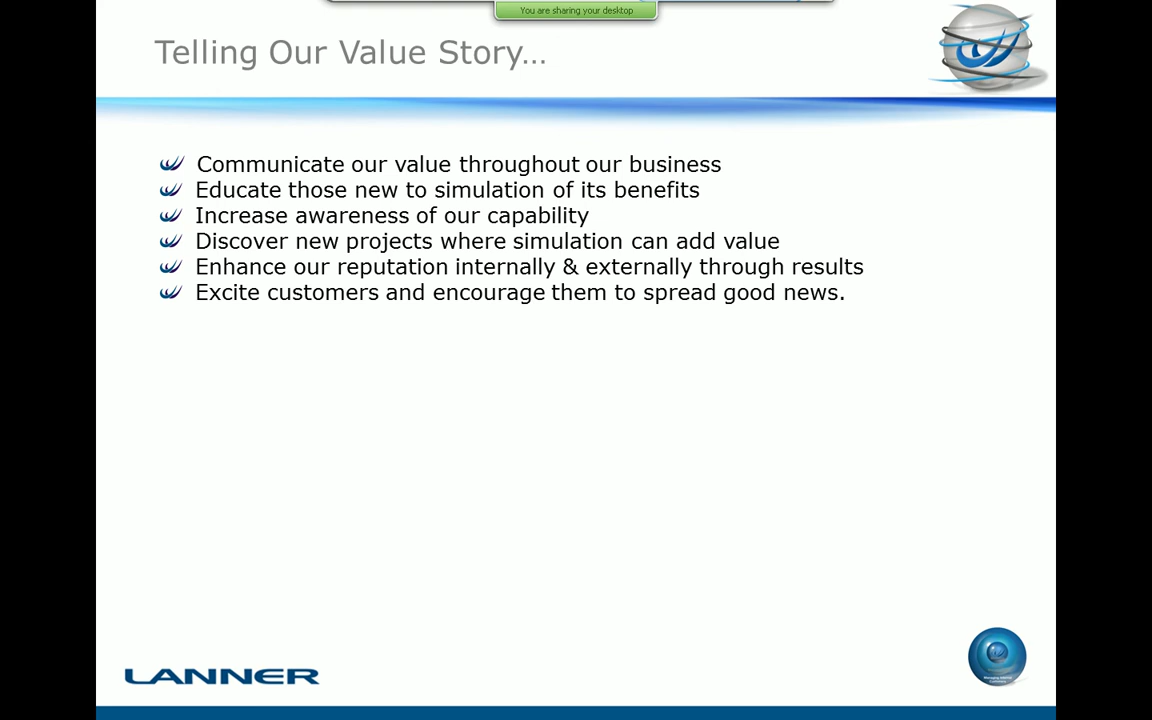 You are sharing your desktop
Telling Our Value Story...
Communicate our value throughout our business
Educate those new to simulation of its benefits
Increase awareness of our capability
Discover new projects where simulation can add value
Enhance our reputation internally & externally through results
Excite customers and encourage them to spread good news.
LANNER